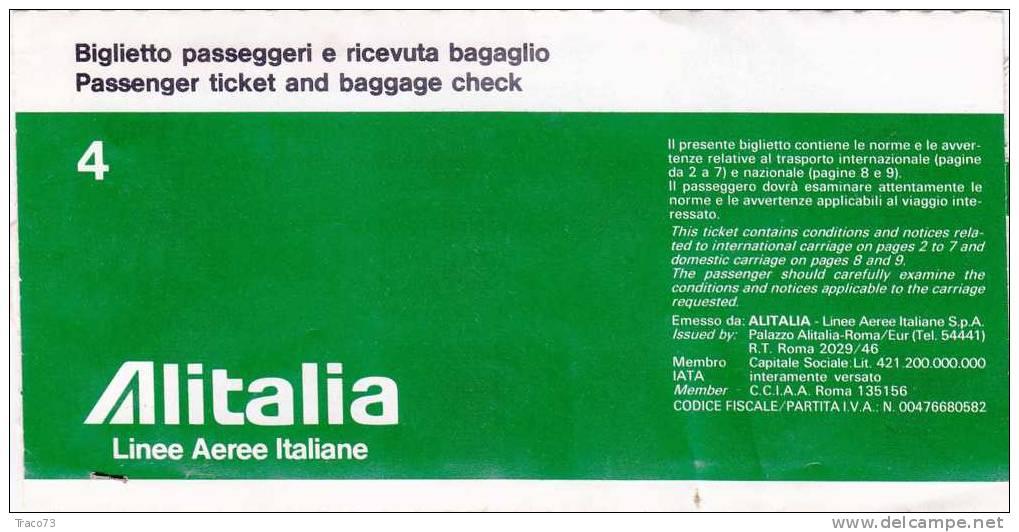 Biglietto passeggeri e ricevuta bagaglio
Passenger ticket and baggage check
4
Il presente biglietto contiene le norme e le avver-
tenze relative al trasporto internazionale (pagine
da 2 a 7) e nazionale (pagine 8 e 9).
Il passeggero dovrà esaminare attentamente le
norme e le avvertenze applicabili al viaggio inte-
ressato.
This ticket contains conditions and notices rela-
ted to international carriage on pages 2 to 7 and
domestic carriage on pages 8 and 9.
The passenger should carefully examine the
conditions and notices applicable to the carriage
requested.
Emesso da: ALITALIA - Linee Aeree Italiane S.p.A.
Issued by: Palazzo Alitalia-Roma/Eur (Tel. 54441)
R.T. Roma 2029/46
Membro Capitale Sociale: Lit. 421.200.000.000
IATA interamente versato
Member C.C.I.A.A. Roma 135156
CODICE FISCALE/PARTITA I.V.A.: N. 00476680582
Alitalia
Linee Aeree Italiane
Traco73
delcampe.net